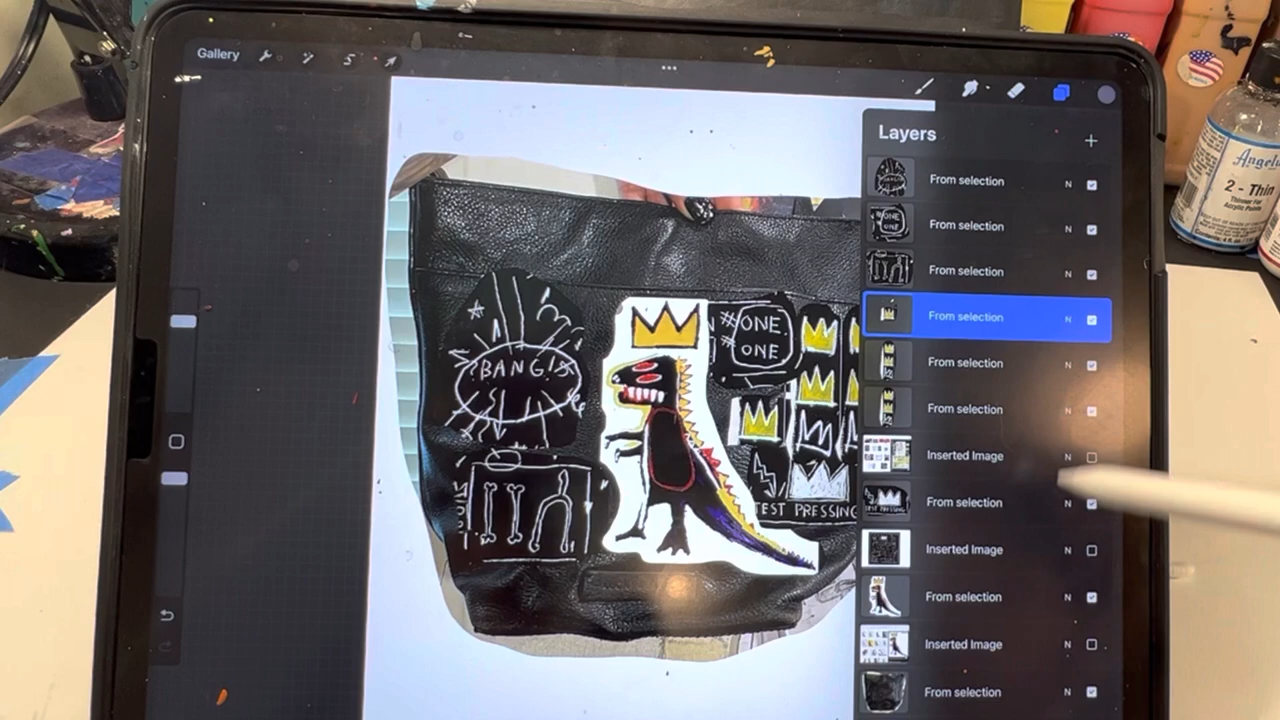 Gallery
Layers
From selection N
From selection N
From selection N
From selection N
From selection N
From selection N
Inserted Image N
From selection N
Inserted Image N
From selection N
Inserted Image N
From selection N
BANG!
#ONE
#ONE
TEST PRESSING
Angelus
2 - Thin